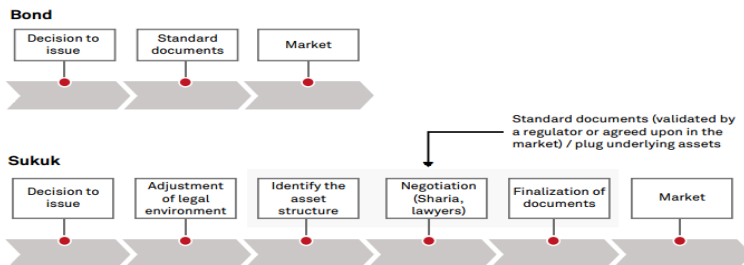 Bond
Decision to
issue
Standard
documents
Market
Standard documents (validated by
a regulator or agreed upon in the
market) / plug underlying assets
Sukuk
Decision to
issue
Adjustment
of legal
environment
Identify the
asset
structure
Negotiation
(Sharia,
lawyers)
Finalization of
documents
Market